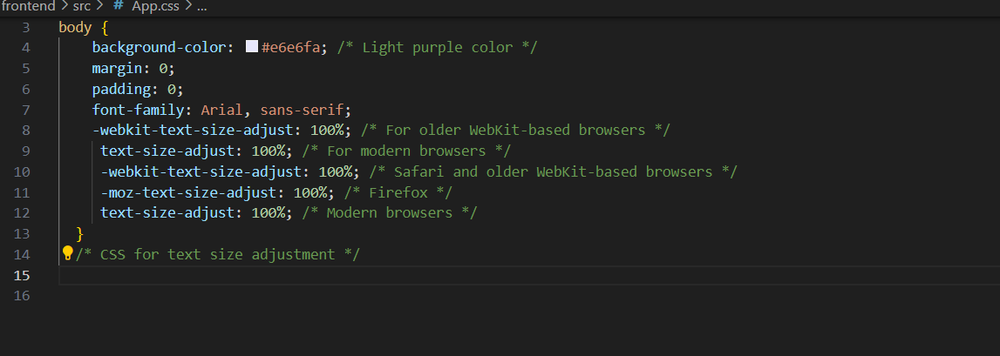 frontend > src > # App.css > ...
3 body {
4 background-color: #e6e6fa; /* Light purple color */
5 margin: 0;
6 padding: 0;
7 font-family: Arial, sans-serif;
8 -webkit-text-size-adjust: 100%; /* For older WebKit-based browsers */
9 text-size-adjust: 100%; /* For modern browsers */
10 -webkit-text-size-adjust: 100%; /* Safari and older WebKit-based browsers */
11 -moz-text-size-adjust: 100%; /* Firefox */
12 text-size-adjust: 100%; /* Modern browsers */
13 }
14 /* CSS for text size adjustment */
15
16